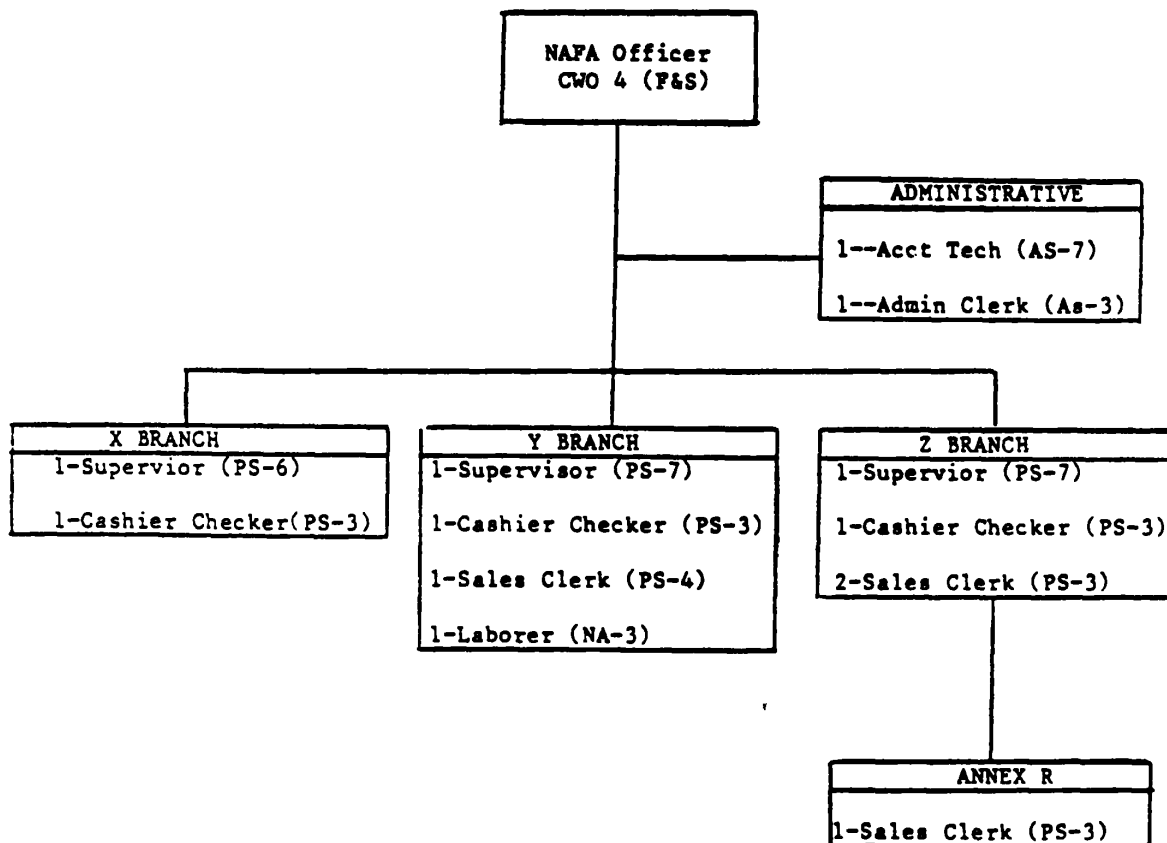 NAFA Officer
CWO 4 (F&S)
ADMINISTRATIVE
1--Acct Tech (AS-7)
1--Admin Clerk (As-3)
X BRANCH
1-Supervior (PS-6)
1-Cashier Checker(PS-3)
Y BRANCH
1-Supervisor (PS-7)
1-Cashier Checker (PS-3)
1-Sales Clerk (PS-4)
1-Laborer (NA-3)
Z BRANCH
1-Supervior (PS-7)
1-Cashier Checker (PS-3)
2-Sales Clerk (PS-3)
ANNEX R
1-Sales Clerk (PS-3)